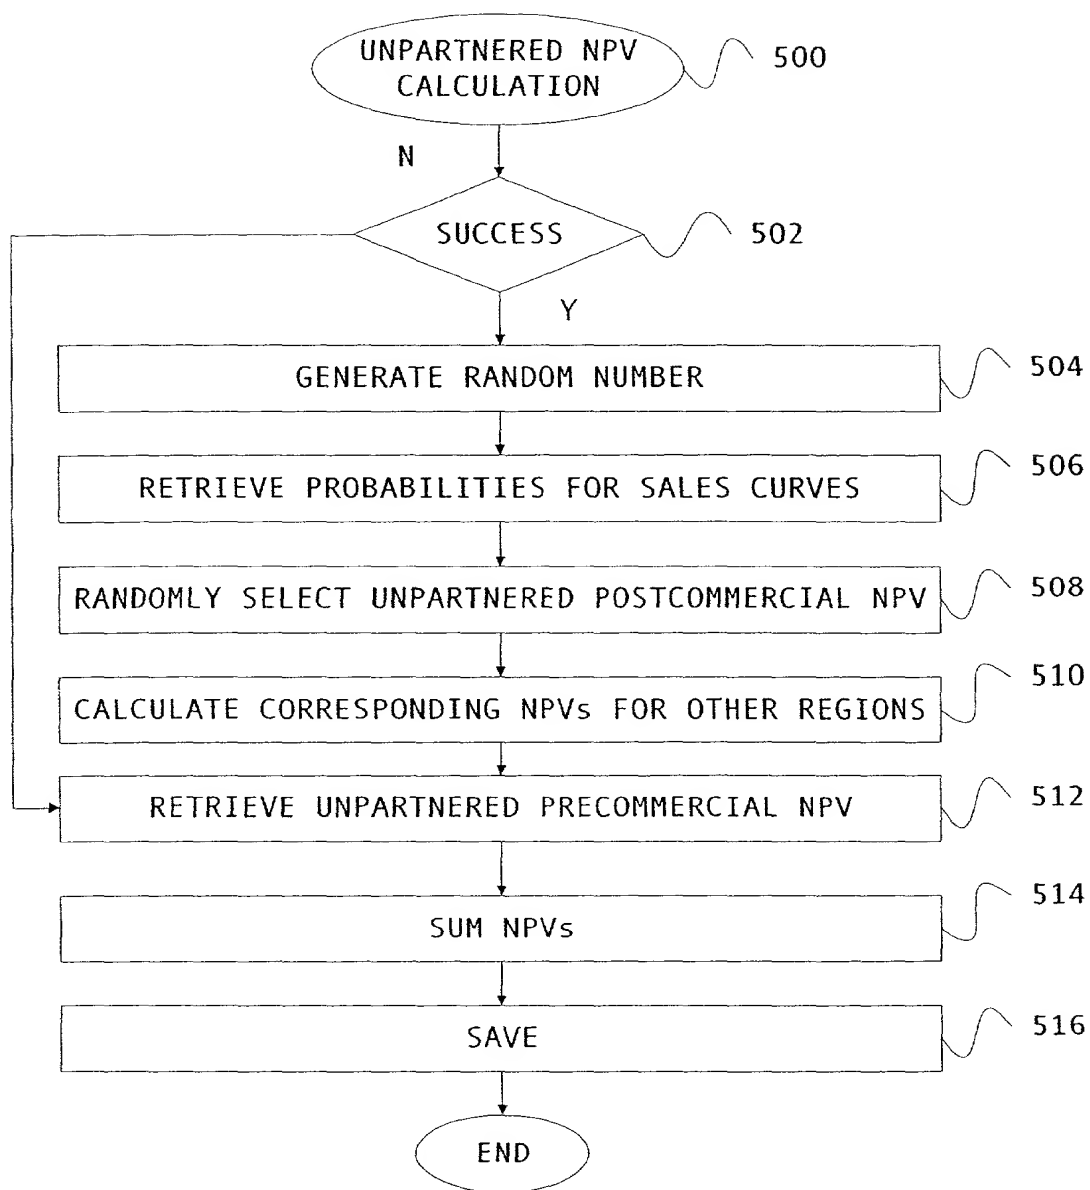 UNPARTNERED NPV
CALCULATION
500
N
SUCCESS
502
Y
GENERATE RANDOM NUMBER
504
RETRIEVE PROBABILITIES FOR SALES CURVES
506
RANDOMLY SELECT UNPARTNERED POSTCOMMERCIAL NPV
508
CALCULATE CORRESPONDING NPVs FOR OTHER REGIONS
510
RETRIEVE UNPARTNERED PRECOMMERCIAL NPV
512
SUM NPVs
514
SAVE
516
END